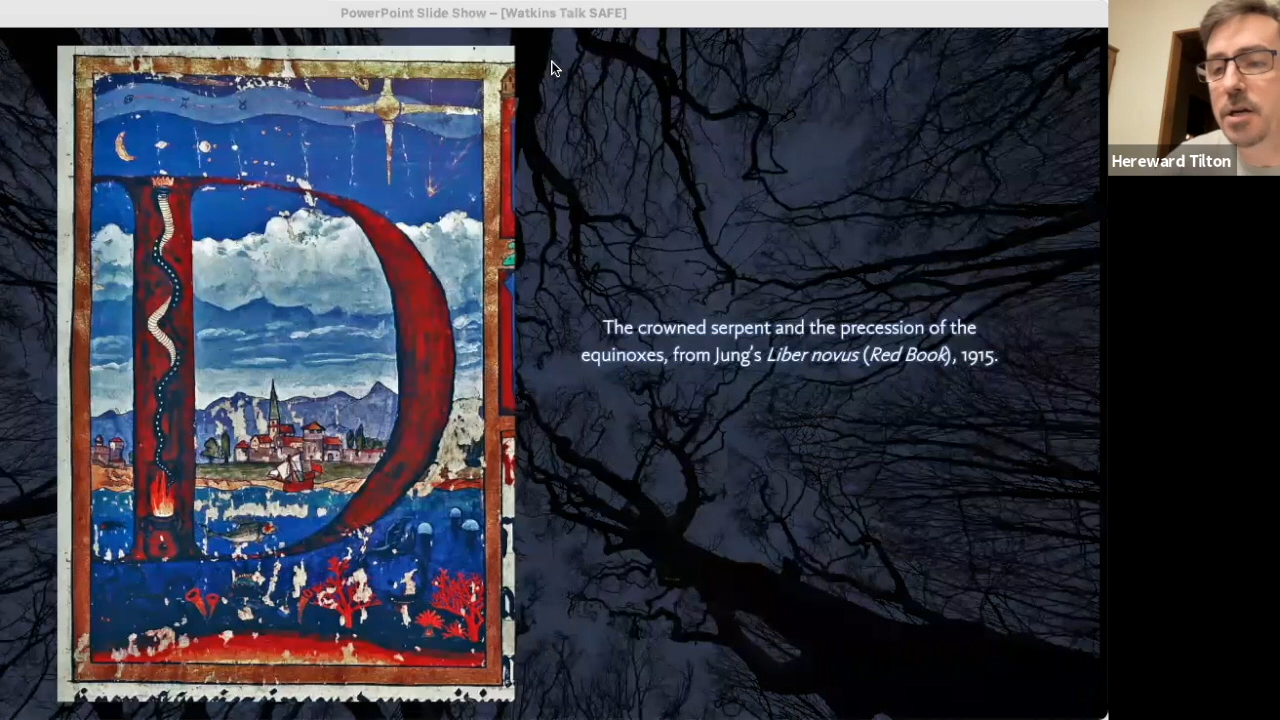 PowerPoint Slide Show – [Watkins Talk SAFE]
D
Hereward Tilton
The crowned serpent and the precession of the
equinoxes, from Jung's Liber novus (Red Book), 1915.